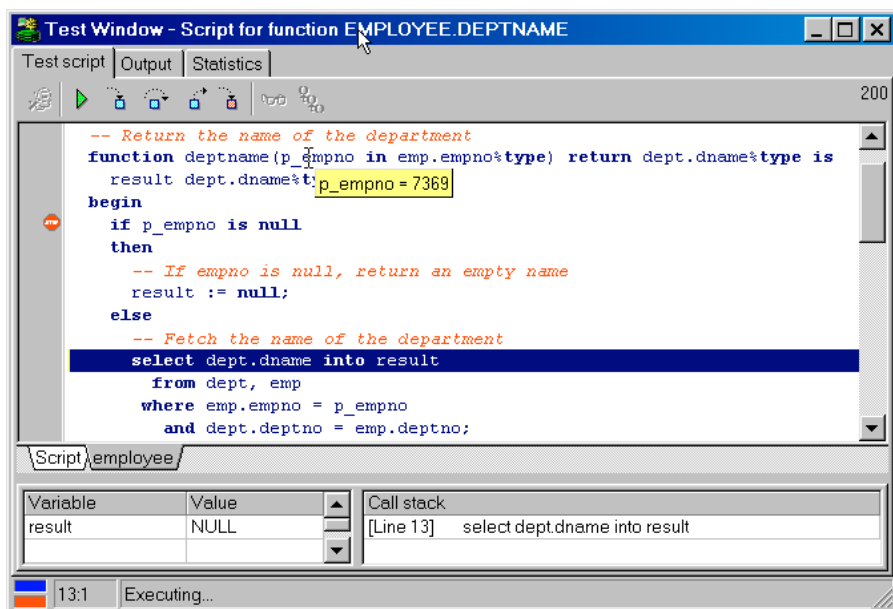 Test Window - Script for function EMPLOYEE.DEPTNAME
Test script Output Statistics
200
-- Return the name of the department
function deptname(p_empno in emp.empno%type) return dept.dname%type is
result dept.dname%ty
p_empno = 7369
begin
if p_empno is null
then
-- If empno is null, return an empty name
result := null;
else
-- Fetch the name of the department
select dept.dname into result
from dept, emp
where emp.empno = p_empno
and dept.deptno = emp.deptno;
Script employee
Variable Value Call stack
result NULL [Line 13] select dept.dname into result
13:1 Executing...